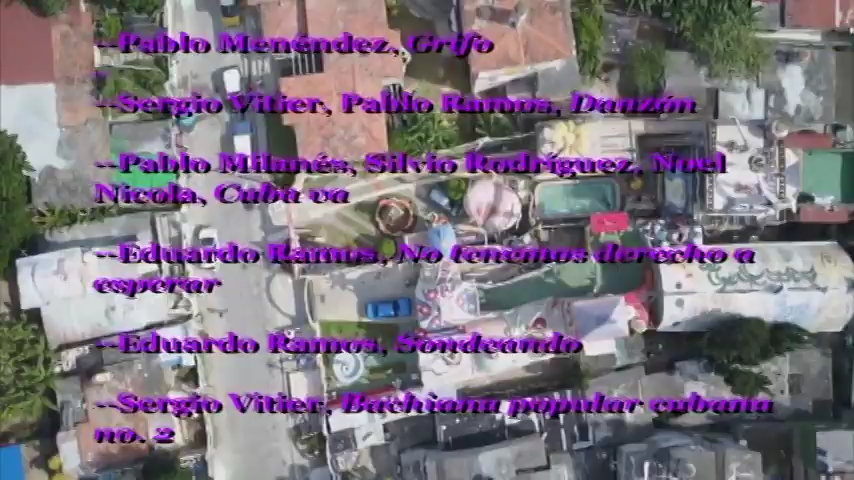 --Pablo Menéndez, Grifo
-
--Sergio Vitier, Pablo Ramos, Danzón
--Pablo Milanés, Silvio Rodríguez, Noel
Nicola, Cuba va
--Eduardo Ramos, No tenemos derecho a
esperar
--Eduardo Ramos, Sondeando
--Sergio Vitier, Bachiana popular cubana
no. 2